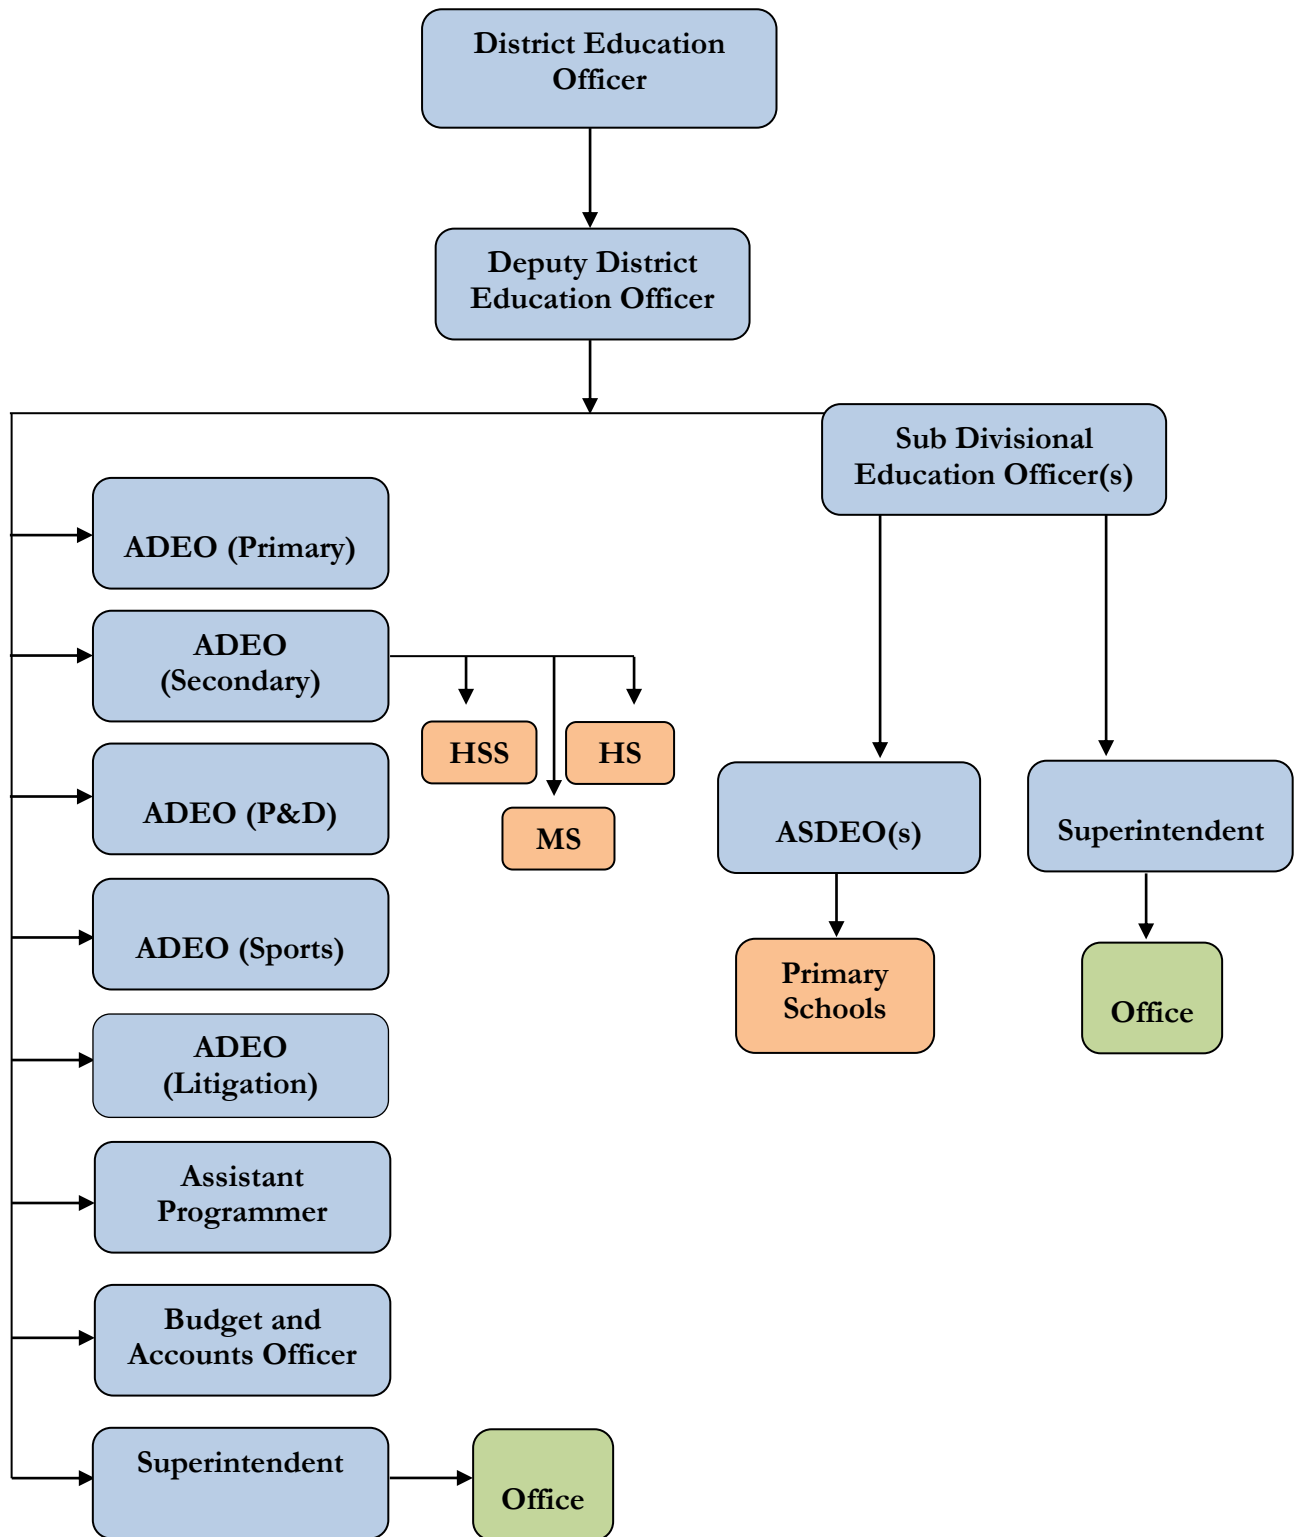 District Education
Officer
Deputy District
Education Officer
Sub Divisional
Education Officer(s)
ADEO (Primary)
ADEO
(Secondary)
HSS
HS
MS
ADEO (P&D)
ASDEO(s)
Superintendent
ADEO (Sports)
Primary
Schools
Office
ADEO
(Litigation)
Assistant
Programmer
Budget and
Accounts Officer
Superintendent
Office